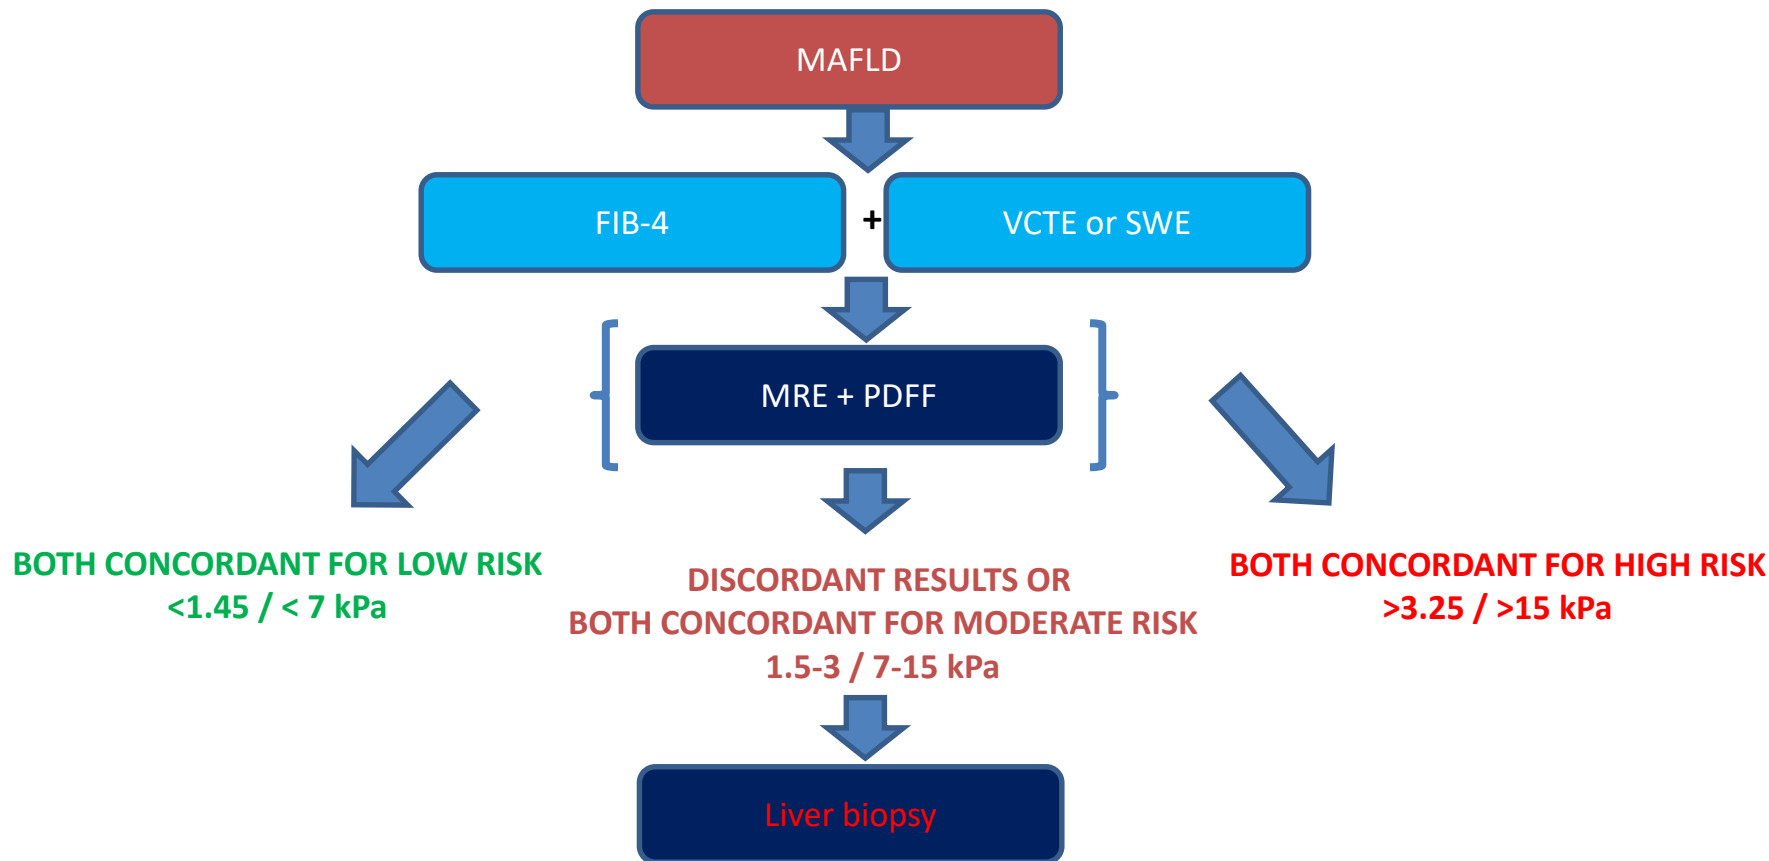 MAFLD
FIB-4
+
VCTE or SWE
MRE + PDFF
BOTH CONCORDANT FOR LOW RISK
<1.45 / < 7 kPa
DISCORDANT RESULTS OR
BOTH CONCORDANT FOR MODERATE RISK
1.5-3 / 7-15 kPa
BOTH CONCORDANT FOR HIGH RISK
>3.25 / >15 kPa
Liver biopsy